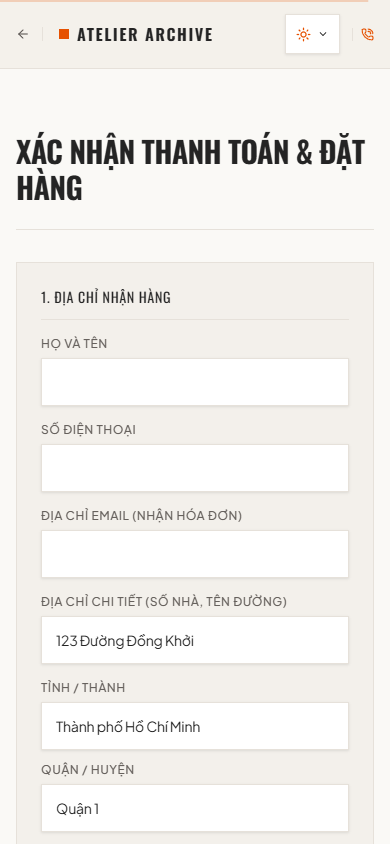 ATELIER ARCHIVE
XÁC NHẬN THANH TOÁN & ĐẶT
HÀNG
1. ĐỊA CHỈ NHẬN HÀNG
HỌ VÀ TÊN
SỐ ĐIỆN THOẠI
ĐỊA CHỈ EMAIL (NHẬN HÓA ĐƠN)
ĐỊA CHỈ CHI TIẾT (SỐ NHÀ, TÊN ĐƯỜNG)
123 Đường Đồng Khởi
TỈNH / THÀNH
Thành phố Hồ Chí Minh
QUẬN / HUYỆN
Quận 1